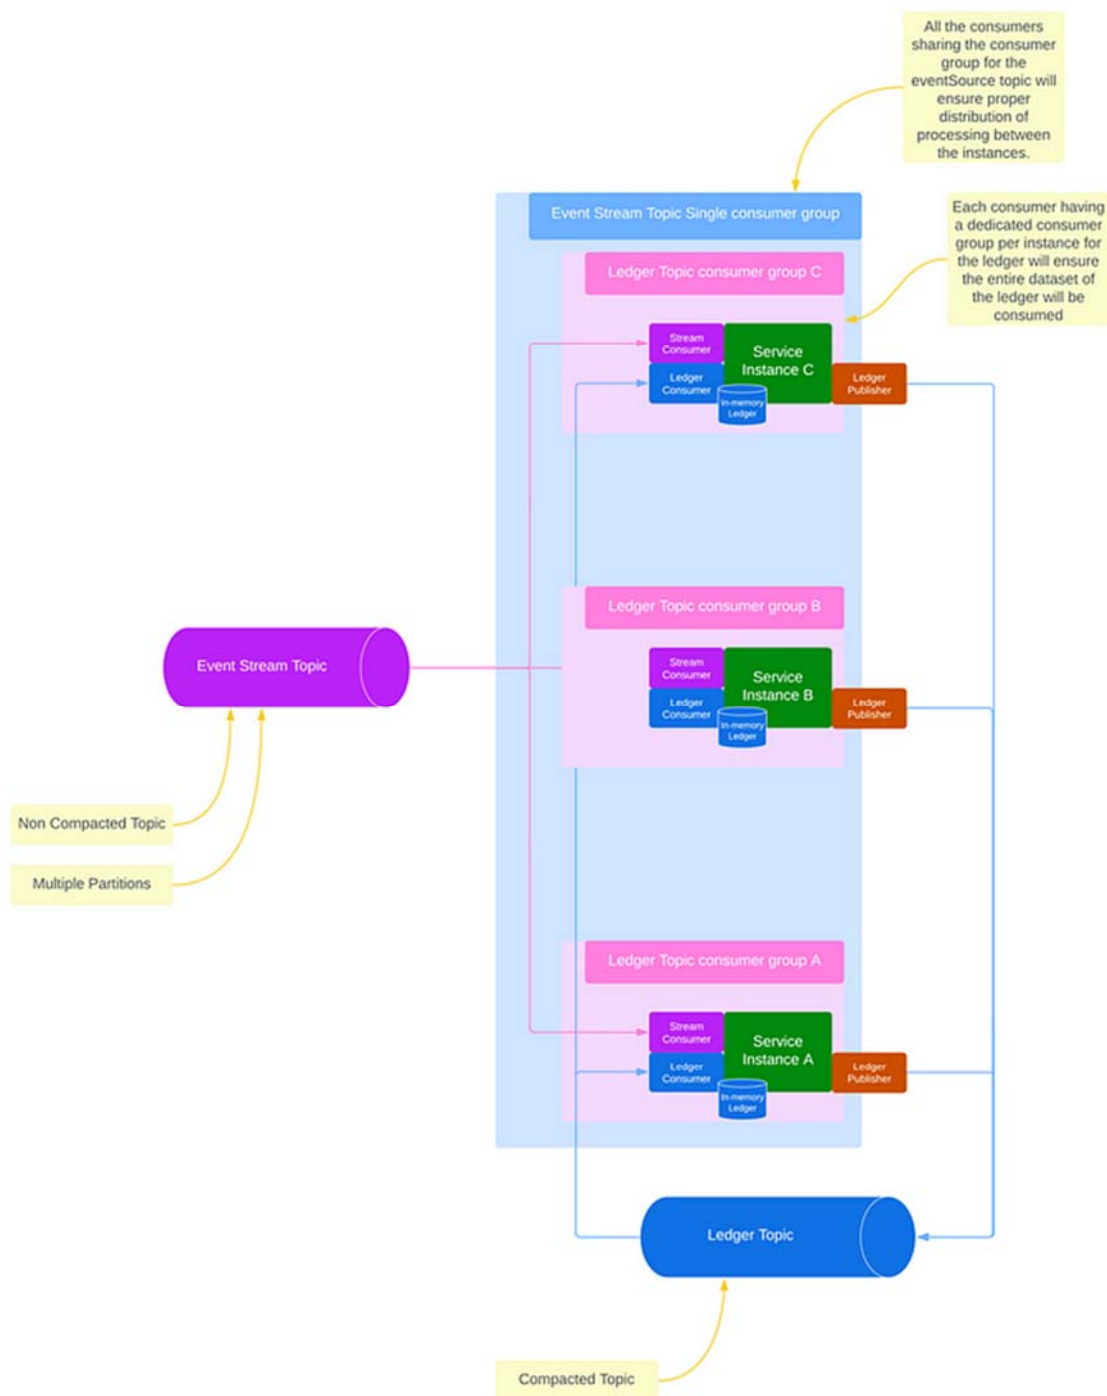 All the consumers
sharing the consumer
group for the
eventSource topic will
ensure proper
distribution of
processing between
the instances.
Event Stream Topic Single consumer group
Each consumer having
a dedicated consumer
group per instance for
the ledger will ensure
the entire dataset of
the ledger will be
consumed
Ledger Topic consumer group C
Stream
Consumer
Ledger
Consumer
Service
Instance C
In-memory
Ledger
Ledger
Publisher
Ledger Topic consumer group B
Event Stream Topic
Stream
Consumer
Ledger
Consumer
Service
Instance B
In-memory
Ledger
Ledger
Publisher
Non Compacted Topic
Multiple Partitions
Ledger Topic consumer group A
Stream
Consumer
Ledger
Consumer
Service
Instance A
In-memory
Ledger
Ledger
Publisher
Ledger Topic
Compacted Topic